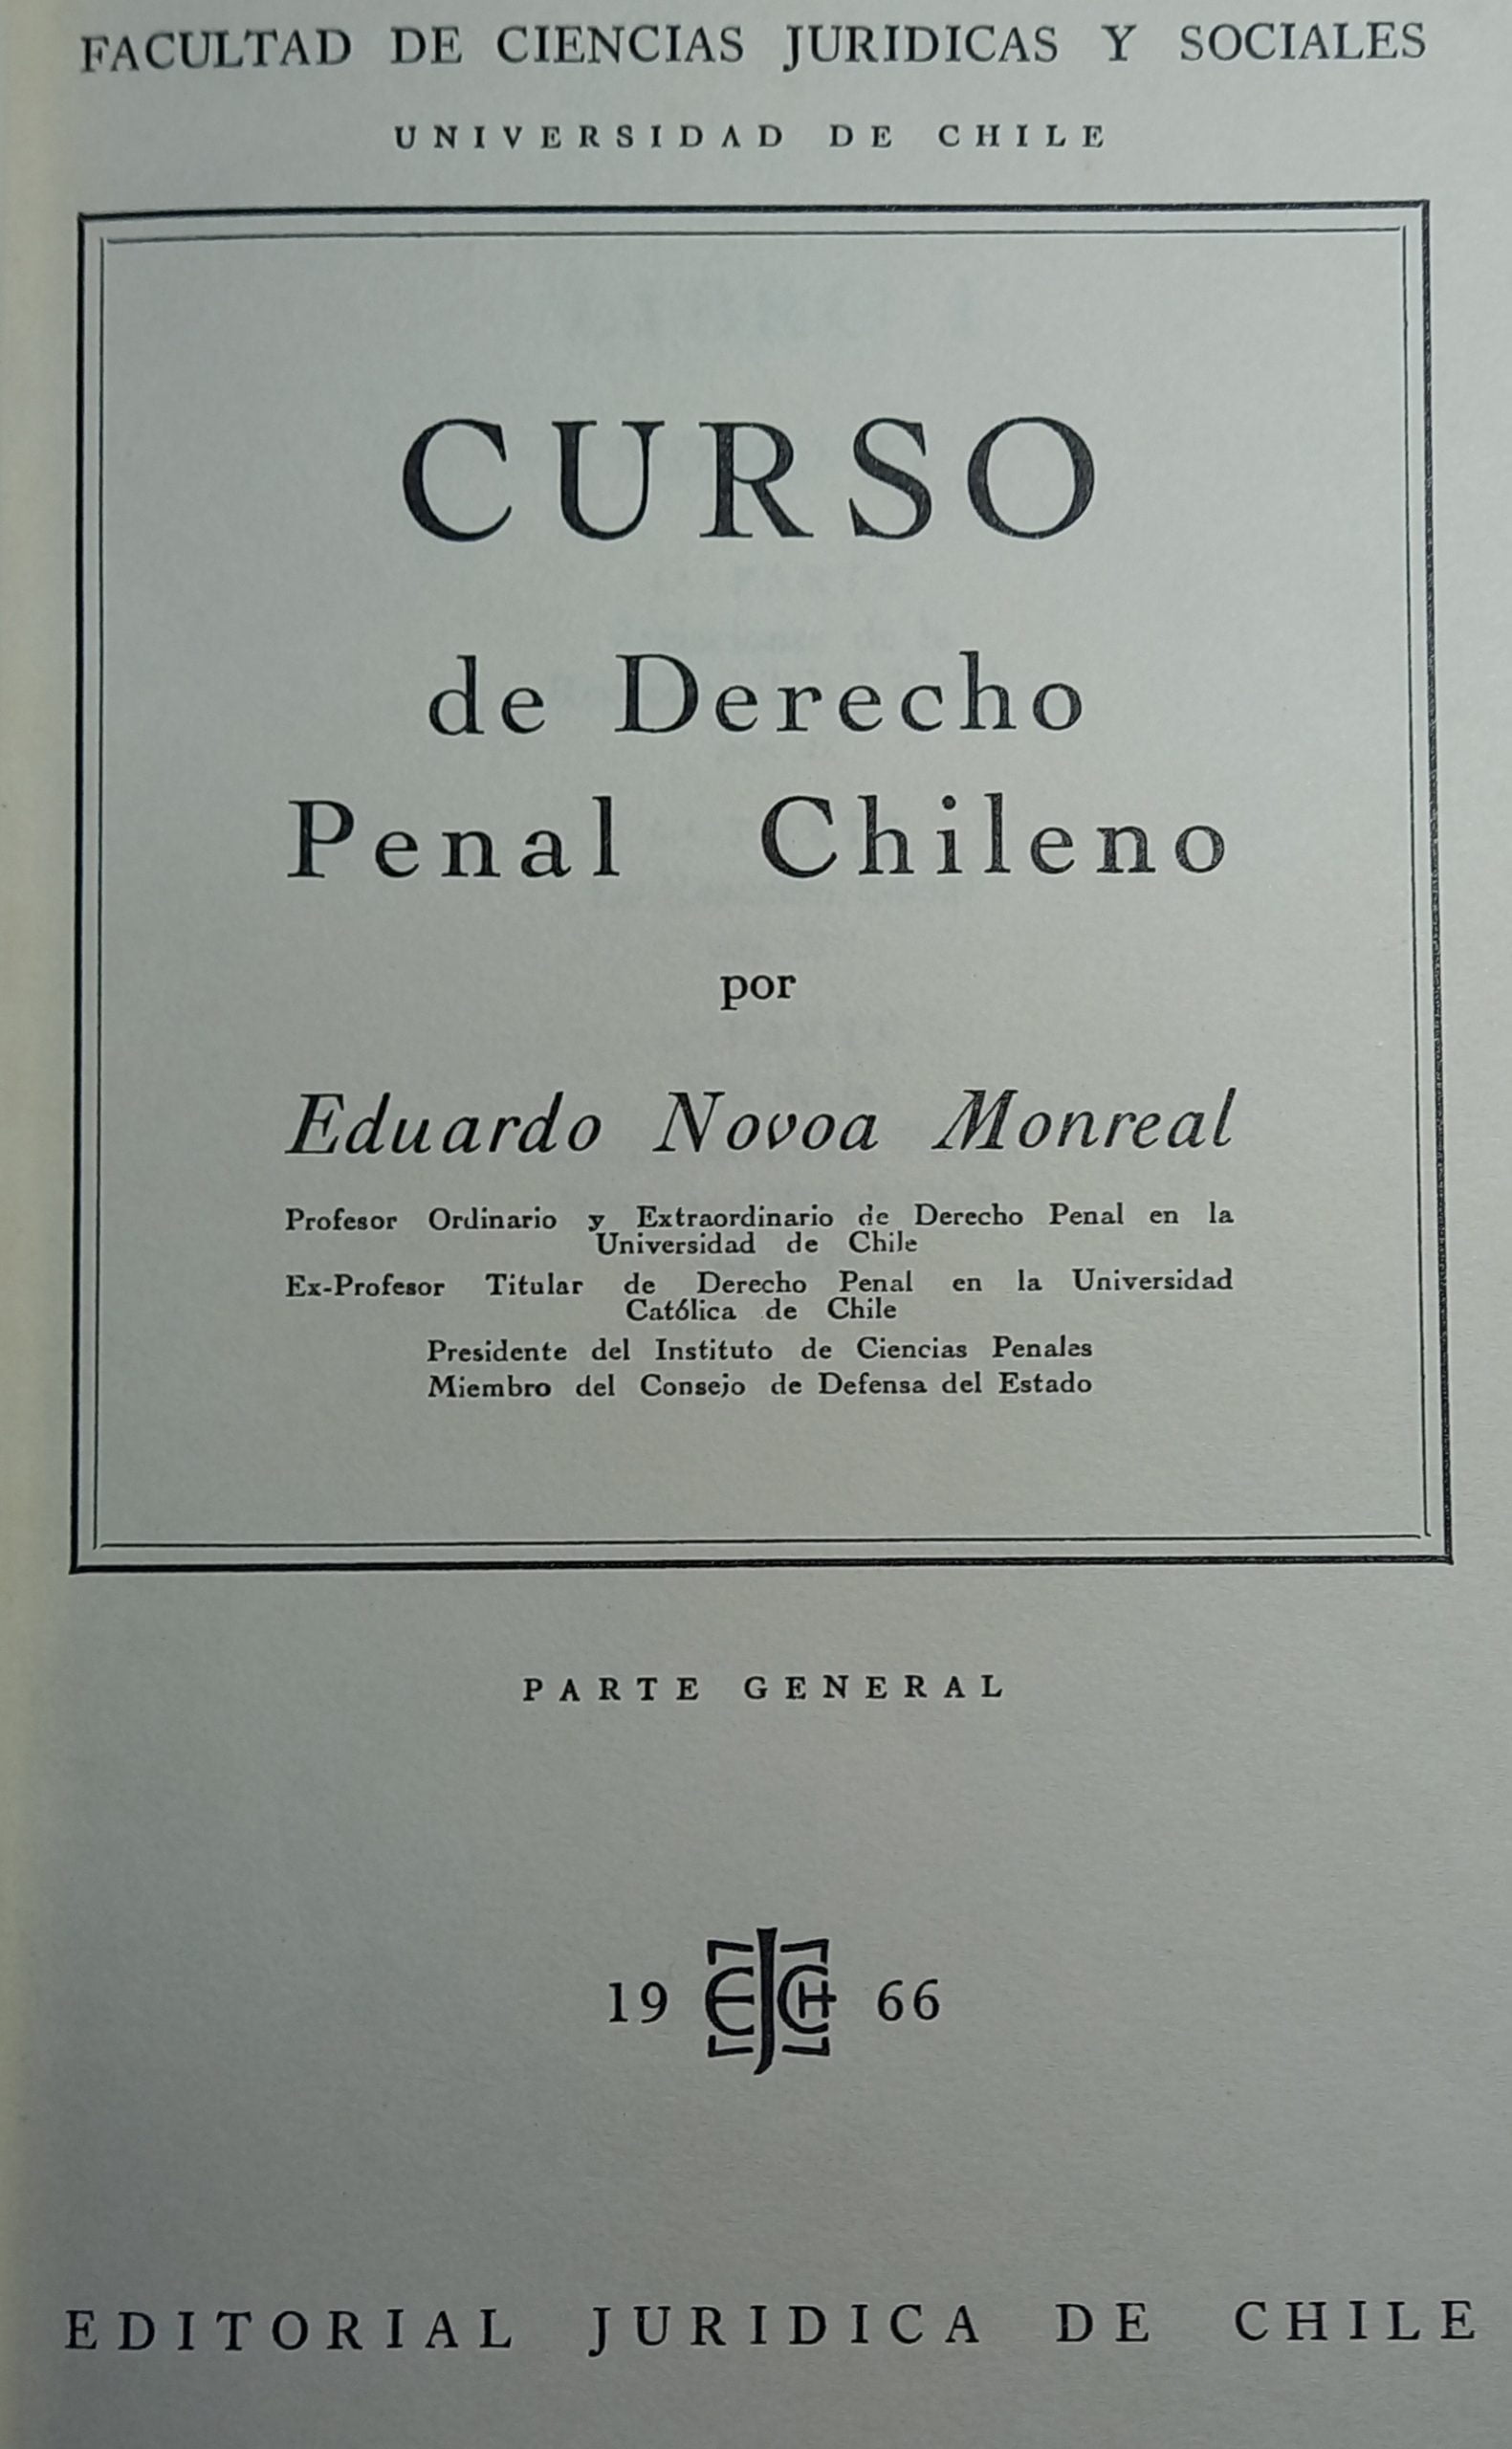 FACULTAD DE CIENCIAS JURIDICAS Y SOCIALES
UNIVERSIDAD DE CHILE
CURSO
de Derecho
Penal Chileno
por
Eduardo Novoa Monreal
Profesor Ordinario y Extraordinario de Derecho Penal en la
Universidad de Chile
Ex-Profesor Titular de Derecho Penal en la Universidad
Católica de Chile
Presidente del Instituto de Ciencias Penales
Miembro del Consejo de Defensa del Estado
PARTE GENERAL
19 EJCH 66
EDITORIAL JURIDICA DE CHILE